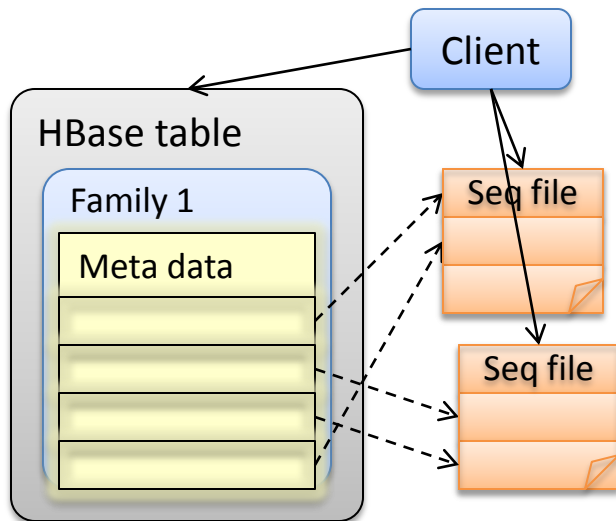 Client
HBase table
Family 1
Meta data
Seq file
Seq file